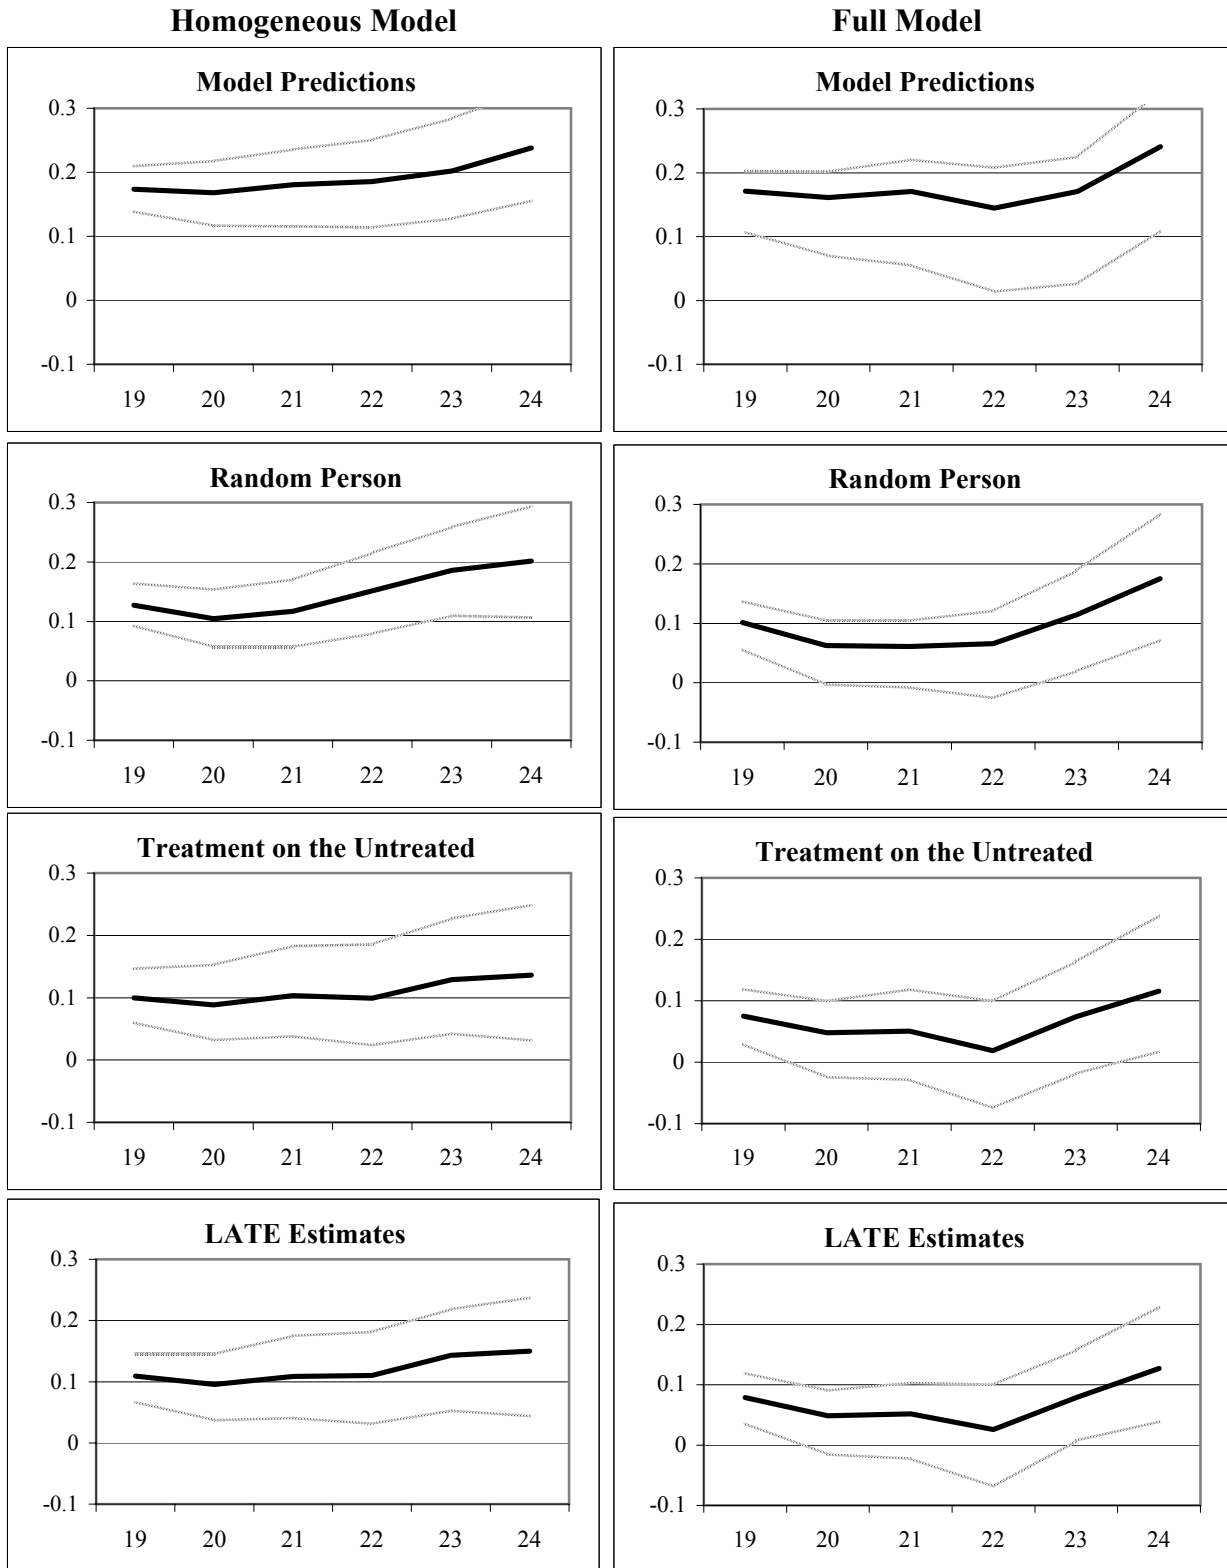 Homogeneous Model
Full Model
Model Predictions
0.3
0.2
0.1
0
-0.1
19 20 21 22 23 24
Model Predictions
0.3
0.2
0.1
0
-0.1
19 20 21 22 23 24
Random Person
0.3
0.2
0.1
0
-0.1
19 20 21 22 23 24
Random Person
0.3
0.2
0.1
0
-0.1
19 20 21 22 23 24
Treatment on the Untreated
0.3
0.2
0.1
0
-0.1
19 20 21 22 23 24
Treatment on the Untreated
0.3
0.2
0.1
0
-0.1
19 20 21 22 23 24
LATE Estimates
0.3
0.2
0.1
0
-0.1
19 20 21 22 23 24
LATE Estimates
0.3
0.2
0.1
0
-0.1
19 20 21 22 23 24